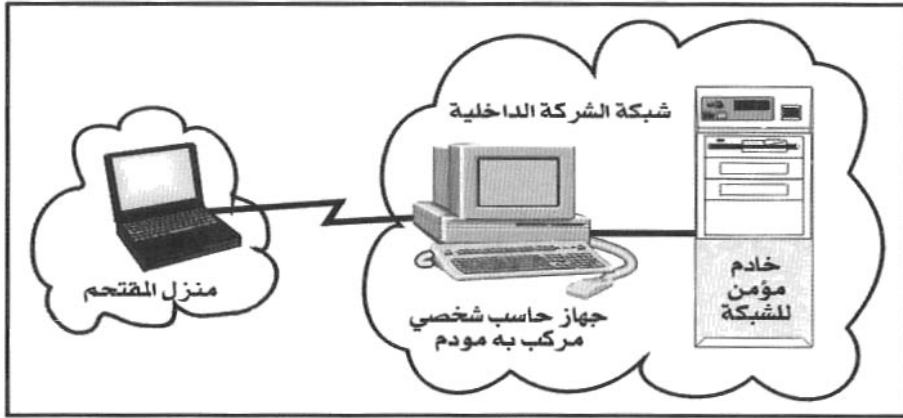 شبكة الشركة الداخلية
خادم
مؤمن
للشبكة
جهاز حاسب شخصي
مركب به مودم
منزل المقتحم